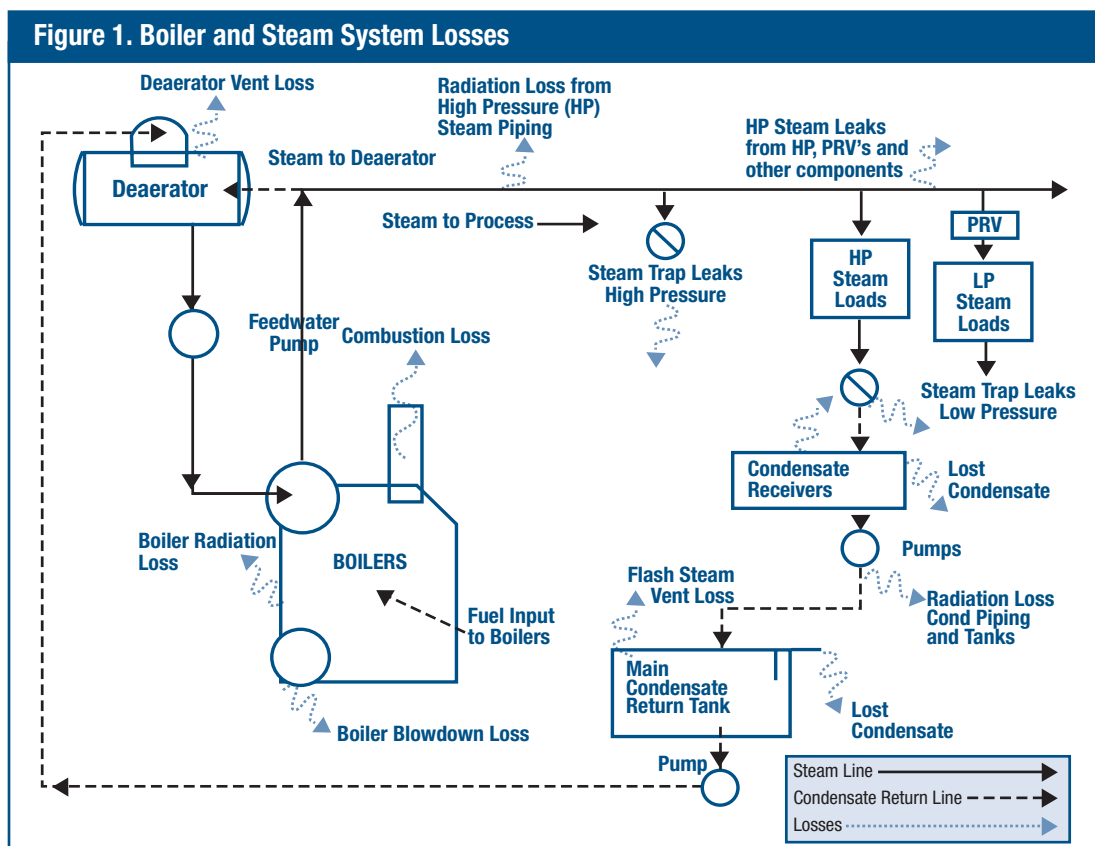 Figure 1. Boiler and Steam System Losses
Deaerator Vent Loss
Radiation Loss from
High Pressure (HP)
Steam Piping
HP Steam Leaks
from HP, PRV's and
other components
Steam to Deaerator
Deaerator
Steam to Process
PRV
Steam Trap Leaks
High Pressure
HP
Steam
Loads
LP
Steam
Loads
Feedwater
Pump
Combustion Loss
Steam Trap Leaks
Low Pressure
Condensate
Receivers
Lost
Condensate
Boiler Radiation
Loss
BOILERS
Pumps
Fuel Input
to Boilers
Flash Steam
Vent Loss
Radiation Loss
Cond Piping
and Tanks
Main
Condensate
Return Tank
Lost
Condensate
Boiler Blowdown Loss
Pump
Steam Line
Condensate Return Line
Losses